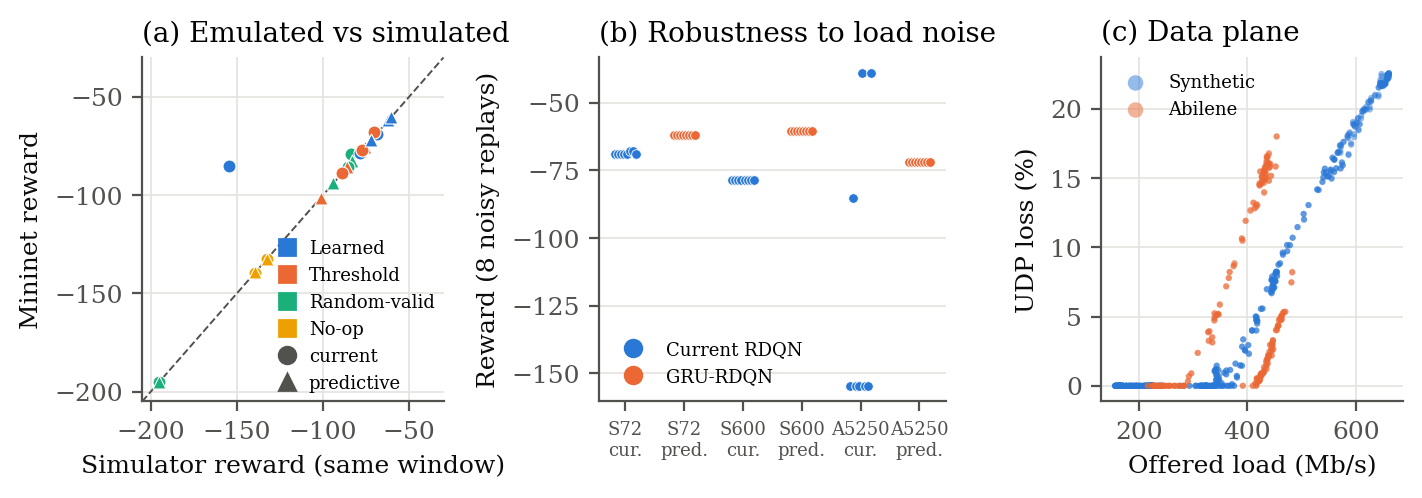 (a) Emulated vs simulated
Mininet reward
−50
−100
−150
−200
−200 −150 −100 −50
Simulator reward (same window)
Learned
Threshold
Random-valid
No-op
current
predictive
(b) Robustness to load noise
Reward (8 noisy replays)
−50
−75
−100
−125
−150
Current RDQN
GRU-RDQN
S72 S72 S600 S600 A5250 A5250
cur. pred. cur. pred. cur. pred.
(c) Data plane
UDP loss (%)
20
15
10
5
0
Synthetic
Abilene
200 400 600
Offered load (Mb/s)